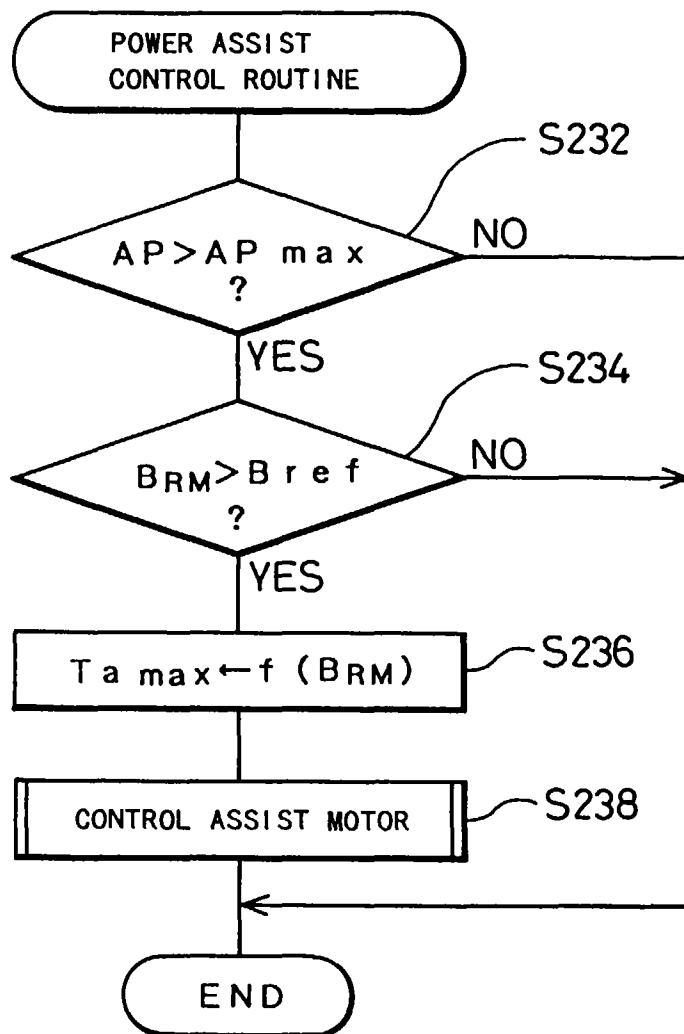 POWER ASSIST
CONTROL ROUTINE
S232
AP>AP max
?
NO
YES
S234
BRM>Bref
?
NO
YES
S236
Ta max←f (BRM)
S238
CONTROL ASSIST MOTOR
END